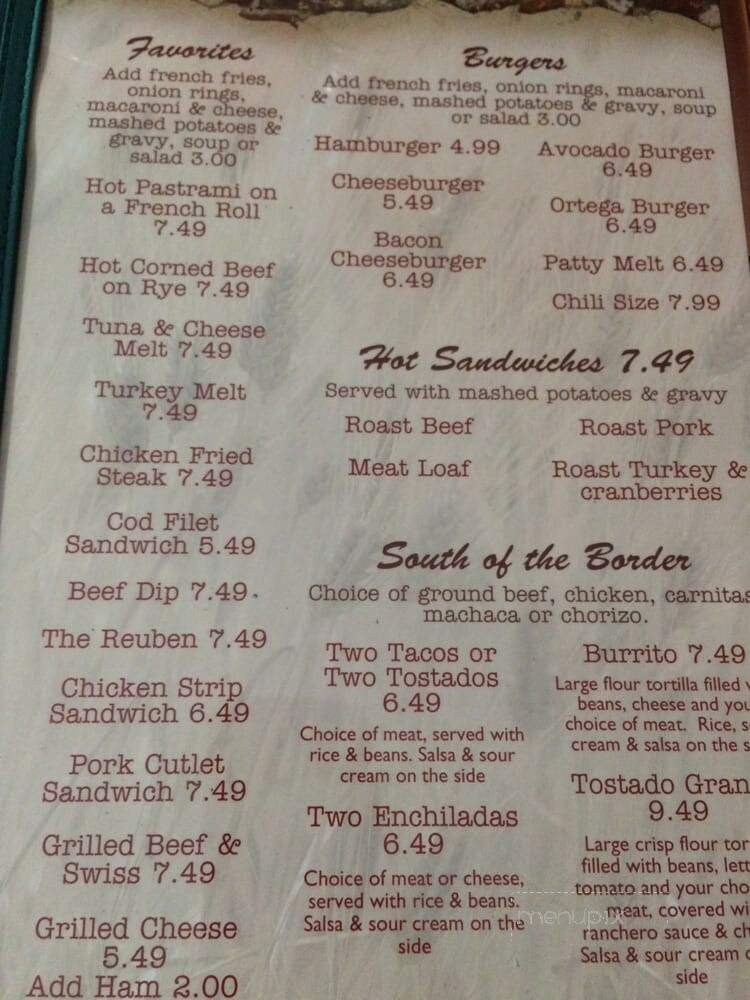 Favorites
Add french fries,
onion rings,
macaroni & cheese,
mashed potatoes &
gravy, soup or
salad 3.00
Hot Pastrami on
a French Roll
7.49
Hot Corned Beef
on Rye 7.49
Tuna & Cheese
Melt 7.49
Turkey Melt
7.49
Chicken Fried
Steak 7.49
Cod Filet
Sandwich 5.49
Beef Dip 7.49
The Reuben 7.49
Chicken Strip
Sandwich 6.49
Pork Cutlet
Sandwich 7.49
Grilled Beef &
Swiss 7.49
Grilled Cheese
5.49
Add Ham 2.00
Burgers
Add french fries, onion rings, macaroni
& cheese, mashed potatoes & gravy, soup
or salad 3.00
Hamburger 4.99
Cheeseburger
5.49
Bacon
Cheeseburger
6.49
Avocado Burger
6.49
Ortega Burger
6.49
Patty Melt 6.49
Chili Size 7.99
Hot Sandwiches 7.49
Served with mashed potatoes & gravy
Roast Beef
Meat Loaf
Roast Pork
Roast Turkey &
cranberries
South of the Border
Choice of ground beef, chicken, carnitas
machaca or chorizo.
Two Tacos or
Two Tostados
6.49
Choice of meat, served with
rice & beans. Salsa & sour
cream on the side
Two Enchiladas
6.49
Choice of meat or cheese,
served with rice & beans.
Salsa & sour cream on the
side
Burrito 7.49
Large flour tortilla filled
beans, cheese and
choice of meat. Rice,
cream & salsa on the
Tostado
9.49
Large crisp flour
filled with beans,
tomato and your
meat, covered
ranchero sauce &
Salsa & sour cream
side
menupix